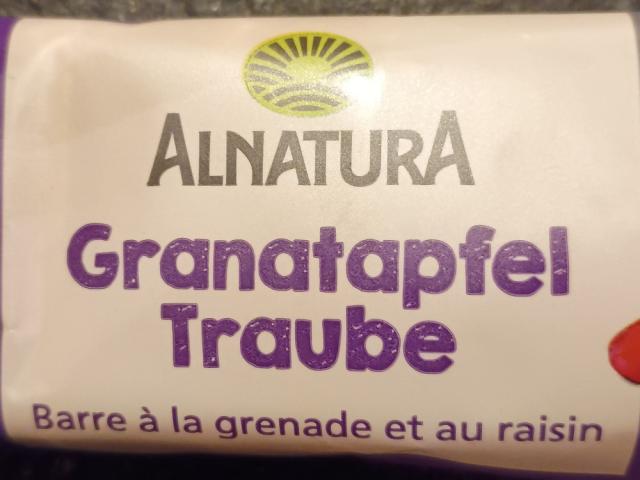 ALNATURA
Granatapfel
Traube
Barre à la grenade et au raisin